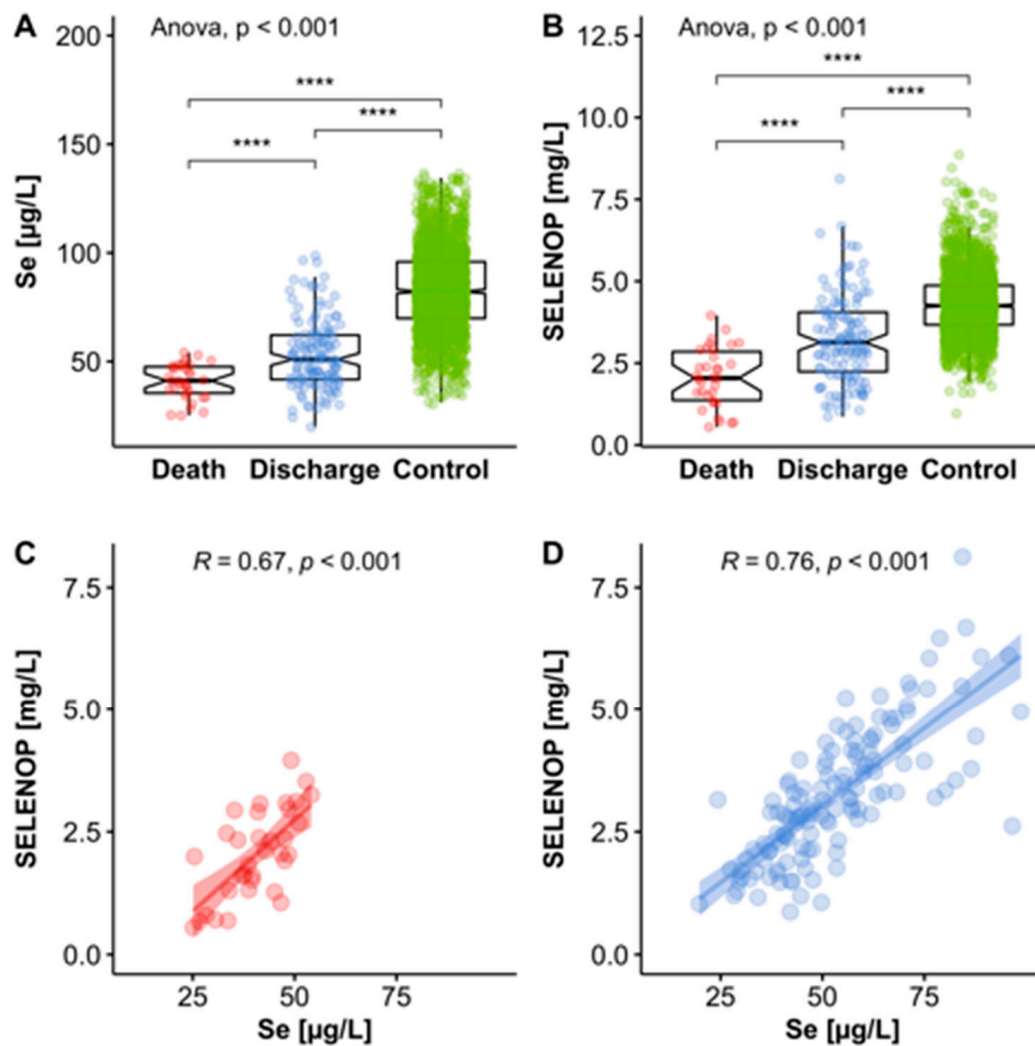 A
Anova, p < 0.001
200
150
100
50
Se [µg/L]
****
****
****
Death Discharge Control
B
Anova, p < 0.001
12.5
10.0
7.5
5.0
2.5
0.0
SELENOP [mg/L]
****
****
****
Death Discharge Control
C
R = 0.67, p < 0.001
7.5
5.0
2.5
0.0
SELENOP [mg/L]
25 50 75
Se [µg/L]
D
R = 0.76, p < 0.001
7.5
5.0
2.5
0.0
SELENOP [mg/L]
25 50 75
Se [µg/L]